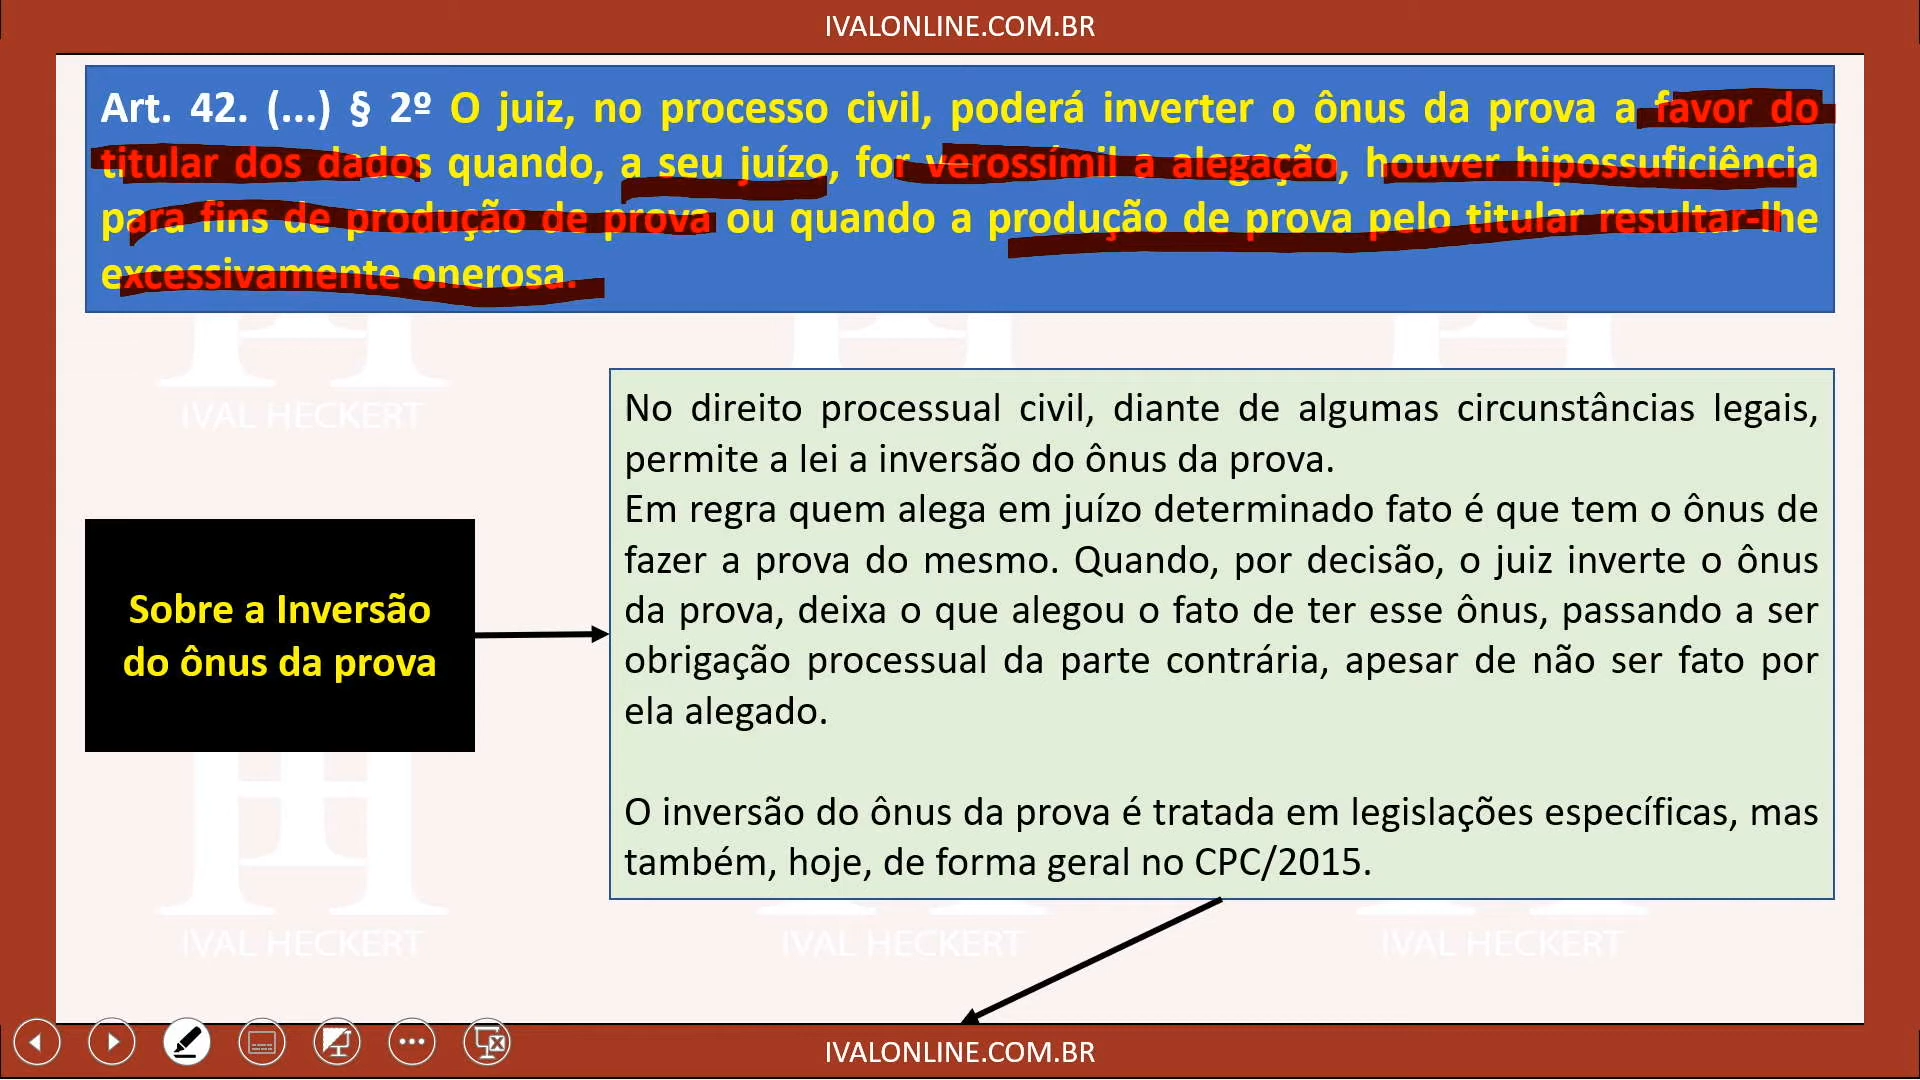 IVALONLINE.COM.BR
Art. 42. (...) § 2º O juiz, no processo civil, poderá inverter o ônus da prova a favor do
titular dos dados quando, a seu juízo, for verossímil a alegação, houver hipossuficiência
para fins de produção de prova ou quando a produção de prova pelo titular resultar-lhe
excessivamente onerosa.
IVAL HECKERT
No direito processual civil, diante de algumas circunstâncias legais,
permite a lei a inversão do ônus da prova.
Em regra quem alega em juízo determinado fato é que tem o ônus de
fazer a prova do mesmo. Quando, por decisão, o juiz inverte o ônus
da prova, deixa o que alegou o fato de ter esse ônus, passando a ser
obrigação processual da parte contrária, apesar de não ser fato por
ela alegado.
O inversão do ônus da prova é tratada em legislações específicas, mas
também, hoje, de forma geral no CPC/2015.
Sobre a Inversão
do ônus da prova
IVAL HECKERT
IVAL HECKERT
IVAL HECKERT
IVALONLINE.COM.BR